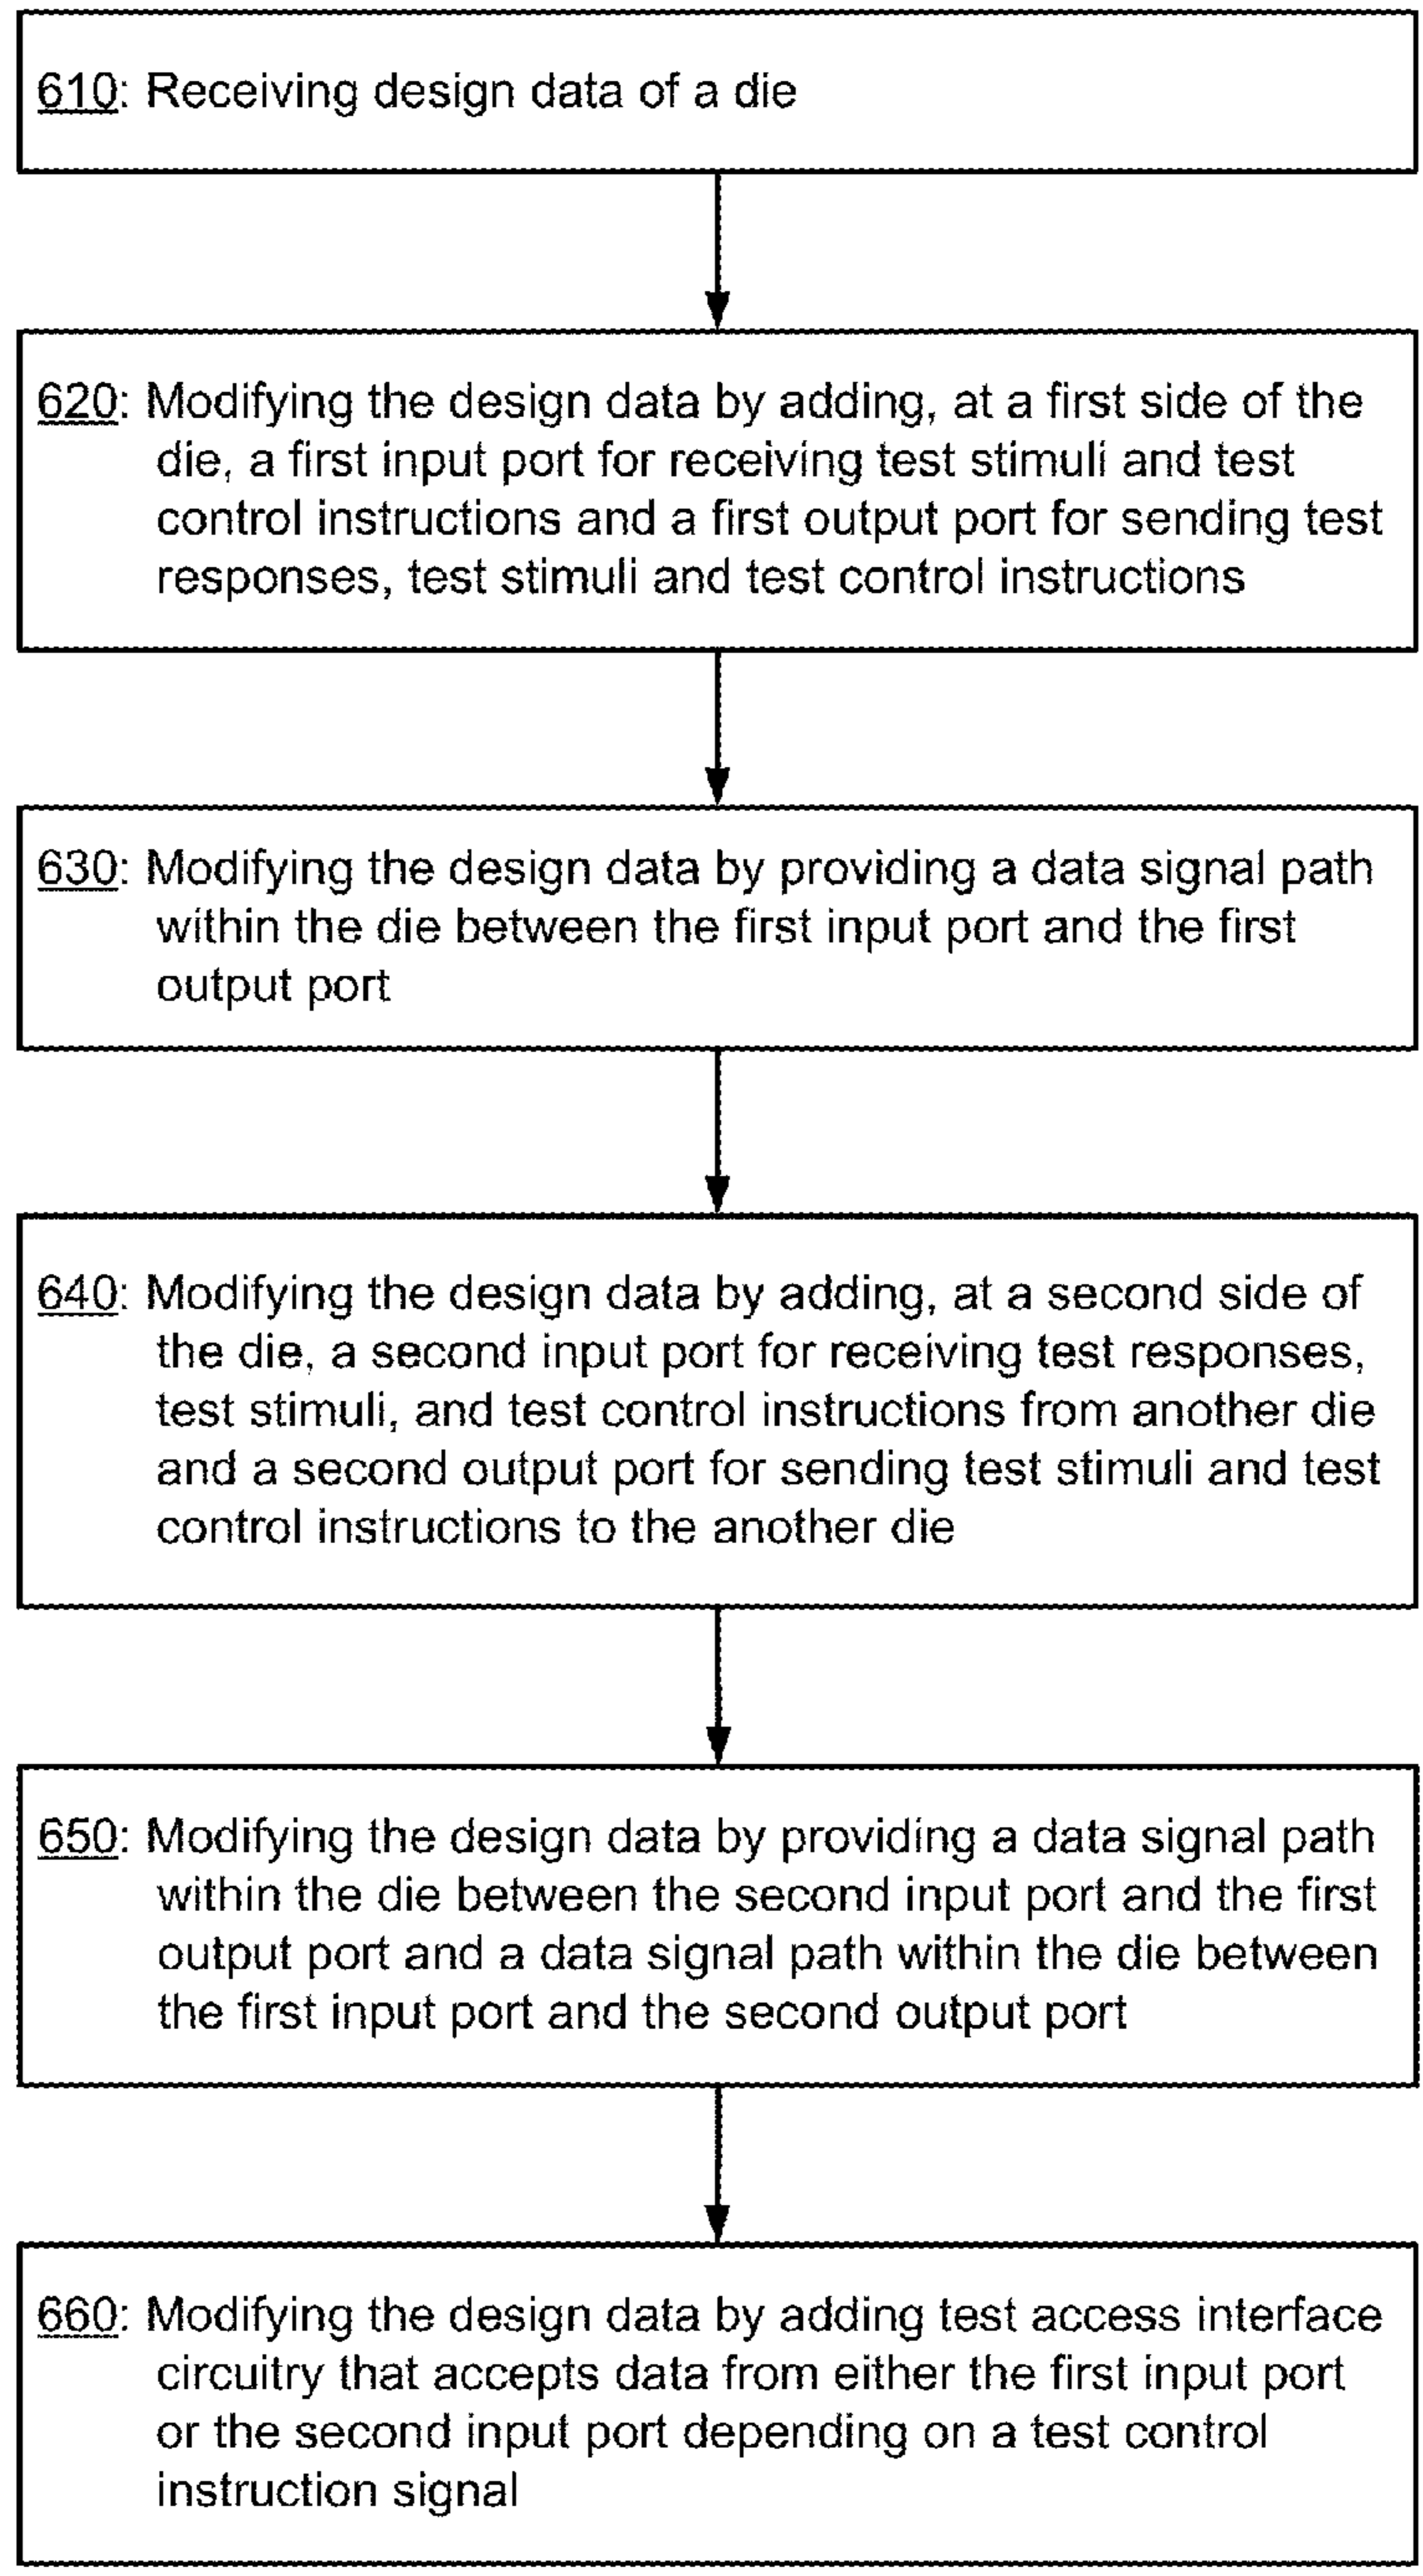 610: Receiving design data of a die
620: Modifying the design data by adding, at a first side of the
die, a first input port for receiving test stimuli and test
control instructions and a first output port for sending test
responses, test stimuli and test control instructions
630: Modifying the design data by providing a data signal path
within the die between the first input port and the first
output port
640: Modifying the design data by adding, at a second side of
the die, a second input port for receiving test responses,
test stimuli, and test control instructions from another die
and a second output port for sending test stimuli and test
control instructions to the another die
650: Modifying the design data by providing a data signal path
within the die between the second input port and the first
output port and a data signal path within the die between
the first input port and the second output port
660: Modifying the design data by adding test access interface
circuitry that accepts data from either the first input port
or the second input port depending on a test control
instruction signal